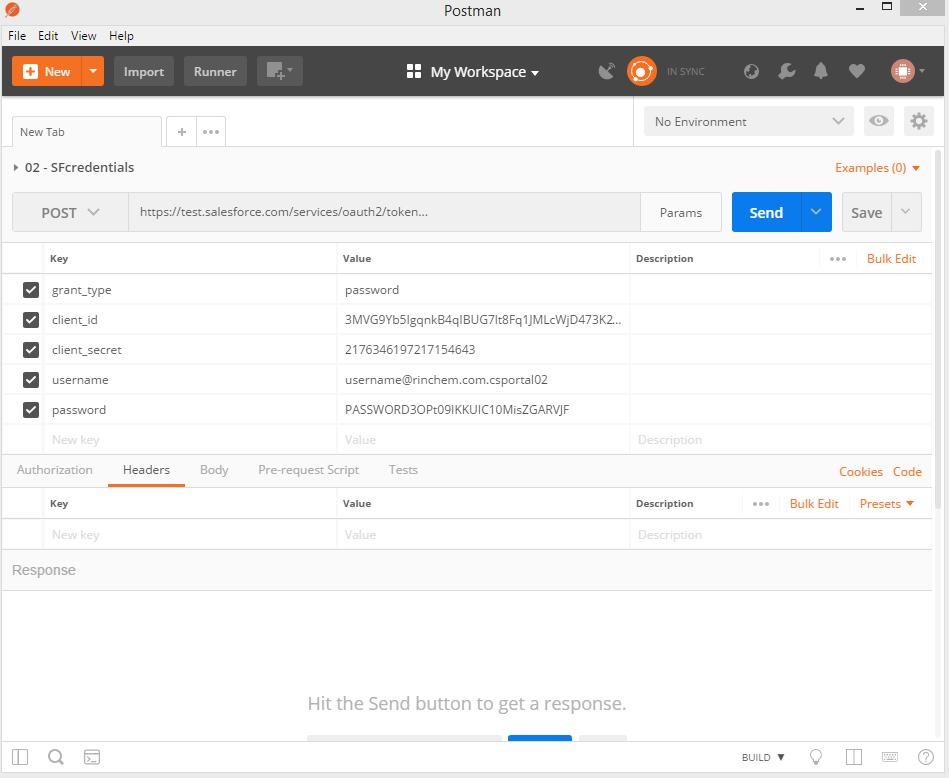 Postman
File Edit View Help
New Import Runner My Workspace IN SYNC
New Tab + No Environment
02 - SFcredentials Examples (0)
POST https://test.salesforce.com/services/oauth2/token... Params Send Save
Key Value Description Bulk Edit
grant_type password
client_id 3MVG9Yb5IgqnkB4qIBUG7It8Fq1JMLcWjD473K2...
client_secret 2176346197217154643
username username@rinchem.com.csportal02
password PASSWORD3OPt09IKKUIC10MisZGARVJF
New key Value Description
Authorization Headers Body Pre-request Script Tests Cookies Code
Key Value Description Bulk Edit Presets
New key Value Description
Response
Hit the Send button to get a response.
BUILD